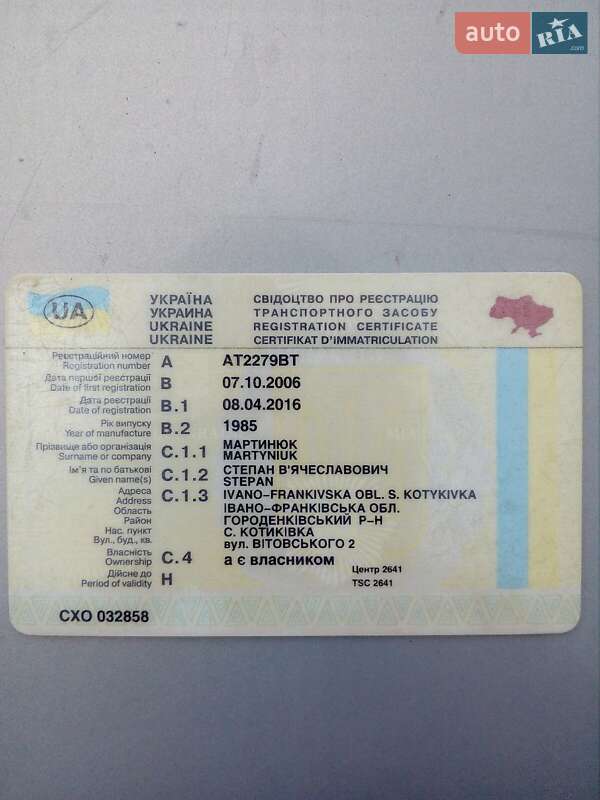 auto RIA .com
UA
УКРАЇНА СВІДОЦТВО ПРО РЕЄСТРАЦІЮ
УКРАИНА ТРАНСПОРТНОГО ЗАСОБУ
UKRAINE REGISTRATION CERTIFICATE
UKRAINE CERTIFIKAT D'IMMATRICULATION
Реєстраційний номер
Registration number A AT2279BT
Дата першої реєстрації
Date of first registration B 07.10.2006
Дата реєстрації
Date of registration B.1 08.04.2016
Рік випуску
Year of manufacture B.2 1985
Прізвище або організація МАРТИНЮК
Surname or company C.1.1 MARTYNIUK
Ім'я та по батькові СТЕПАН В'ЯЧЕСЛАВОВИЧ
Given name(s) C.1.2 STEPAN
Адреса C.1.3 IVANO-FRANKIVSKA OBL. S. KOTYKIVKA
Address
Область ІВАНО-ФРАНКІВСЬКА ОБЛ.
Район ГОРОДЕНКІВСЬКИЙ Р-Н
Нас. пункт С. КОТИКІВКА
Вул., буд., кв. вул. ВІТОВСЬКОГО 2
Власність
Ownership C.4 а є власником
Дійсне до Центр 2641
Period of validity H TSC 2641
СХО 032858